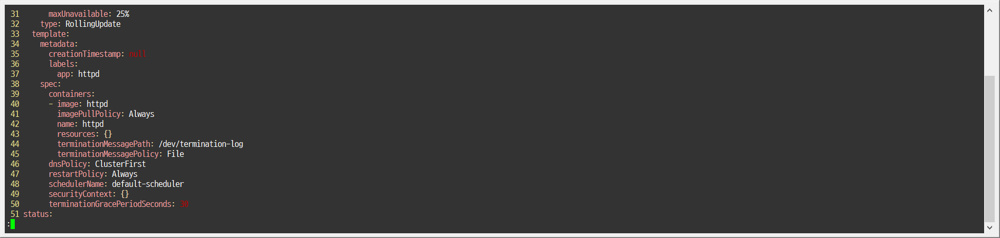 31       maxUnavailable: 25%
32     type: RollingUpdate
33   template:
34     metadata:
35       creationTimestamp: null
36       labels:
37         app: httpd
38     spec:
39       containers:
40       - image: httpd
41         imagePullPolicy: Always
42         name: httpd
43         resources: {}
44         terminationMessagePath: /dev/termination-log
45         terminationMessagePolicy: File
46       dnsPolicy: ClusterFirst
47       restartPolicy: Always
48       schedulerName: default-scheduler
49       securityContext: {}
50       terminationGracePeriodSeconds: 30
51 status:
: